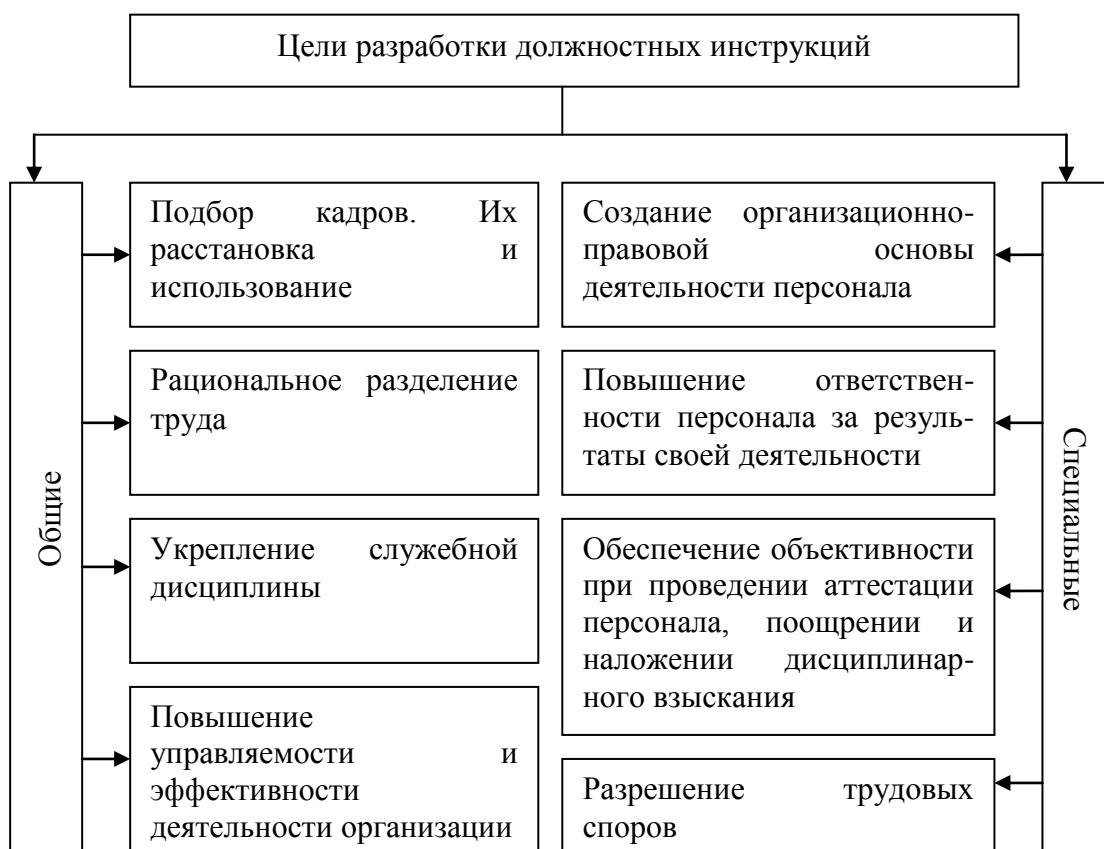 Цели разработки должностных инструкций
Общие
Подбор кадров. Их
расстановка и
использование
Рациональное разделение
труда
Укрепление служебной
дисциплины
Повышение
управляемости и
эффективности
деятельности организации
Создание организационно-
правовой основы
деятельности персонала
Повышение ответствен-
ности персонала за резуль-
таты своей деятельности
Обеспечение объективности
при проведении аттестации
персонала, поощрении и
наложении дисциплинар-
ного взыскания
Разрешение трудовых
споров
Специальные